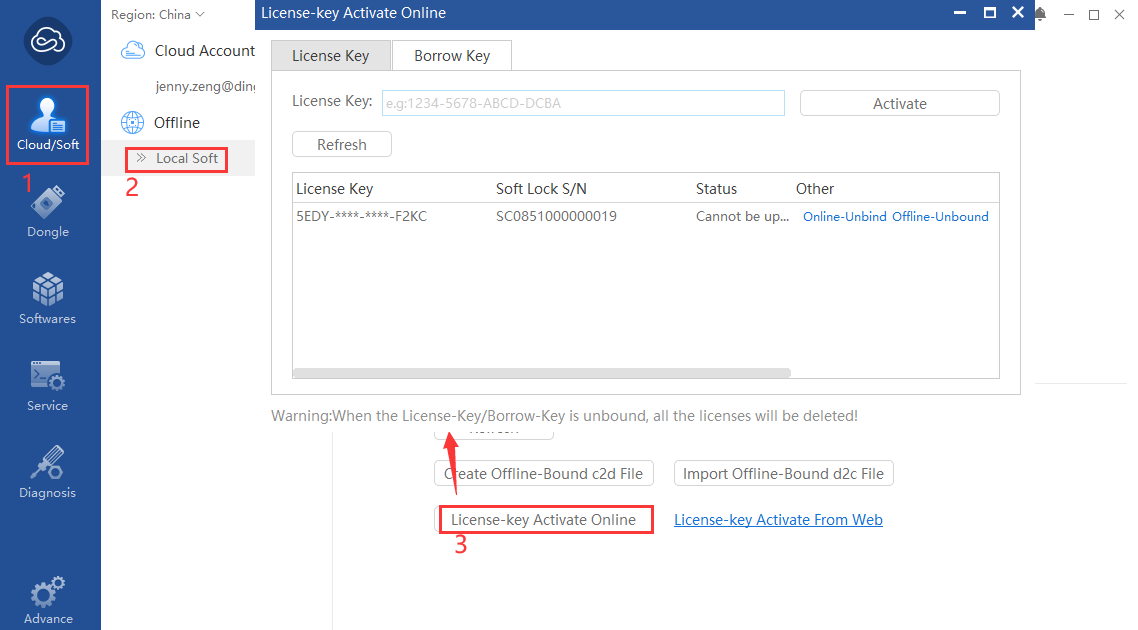 Region: China
Cloud Account
jenny.zeng@ding
Offline
Local Soft
2
Cloud/Soft
1
Dongle
Softwares
Service
Diagnosis
Advance
License-key Activate Online
License Key
Borrow Key
License Key:
e.g:1234-5678-ABCD-DCBA
Activate
Refresh
License Key Soft Lock S/N Status Other
5EDY-****-****-F2KC SC0851000000019 Cannot be up... Online-Unbind Offline-Unbound
Warning:When the License-Key/Borrow-Key is unbound, all the licenses will be deleted!
Create Offline-Bound c2d File
Import Offline-Bound d2c File
License-key Activate Online
License-key Activate From Web
3